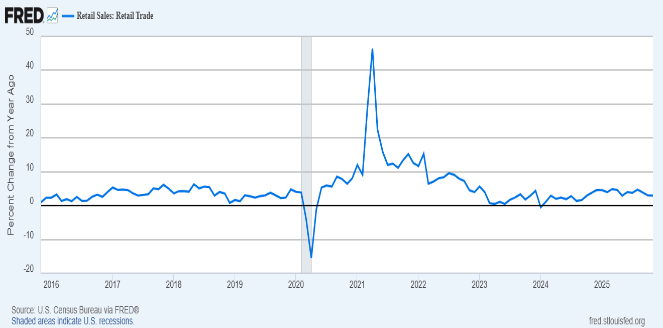 FRED Retail Sales: Retail Trade
Percent Change from Year Ago
50
40
30
20
10
0
-10
-20
2016 2017 2018 2019 2020 2021 2022 2023 2024 2025
Source: U.S. Census Bureau via FRED®
Shaded areas indicate U.S. recessions.
fred.stlouisfed.org